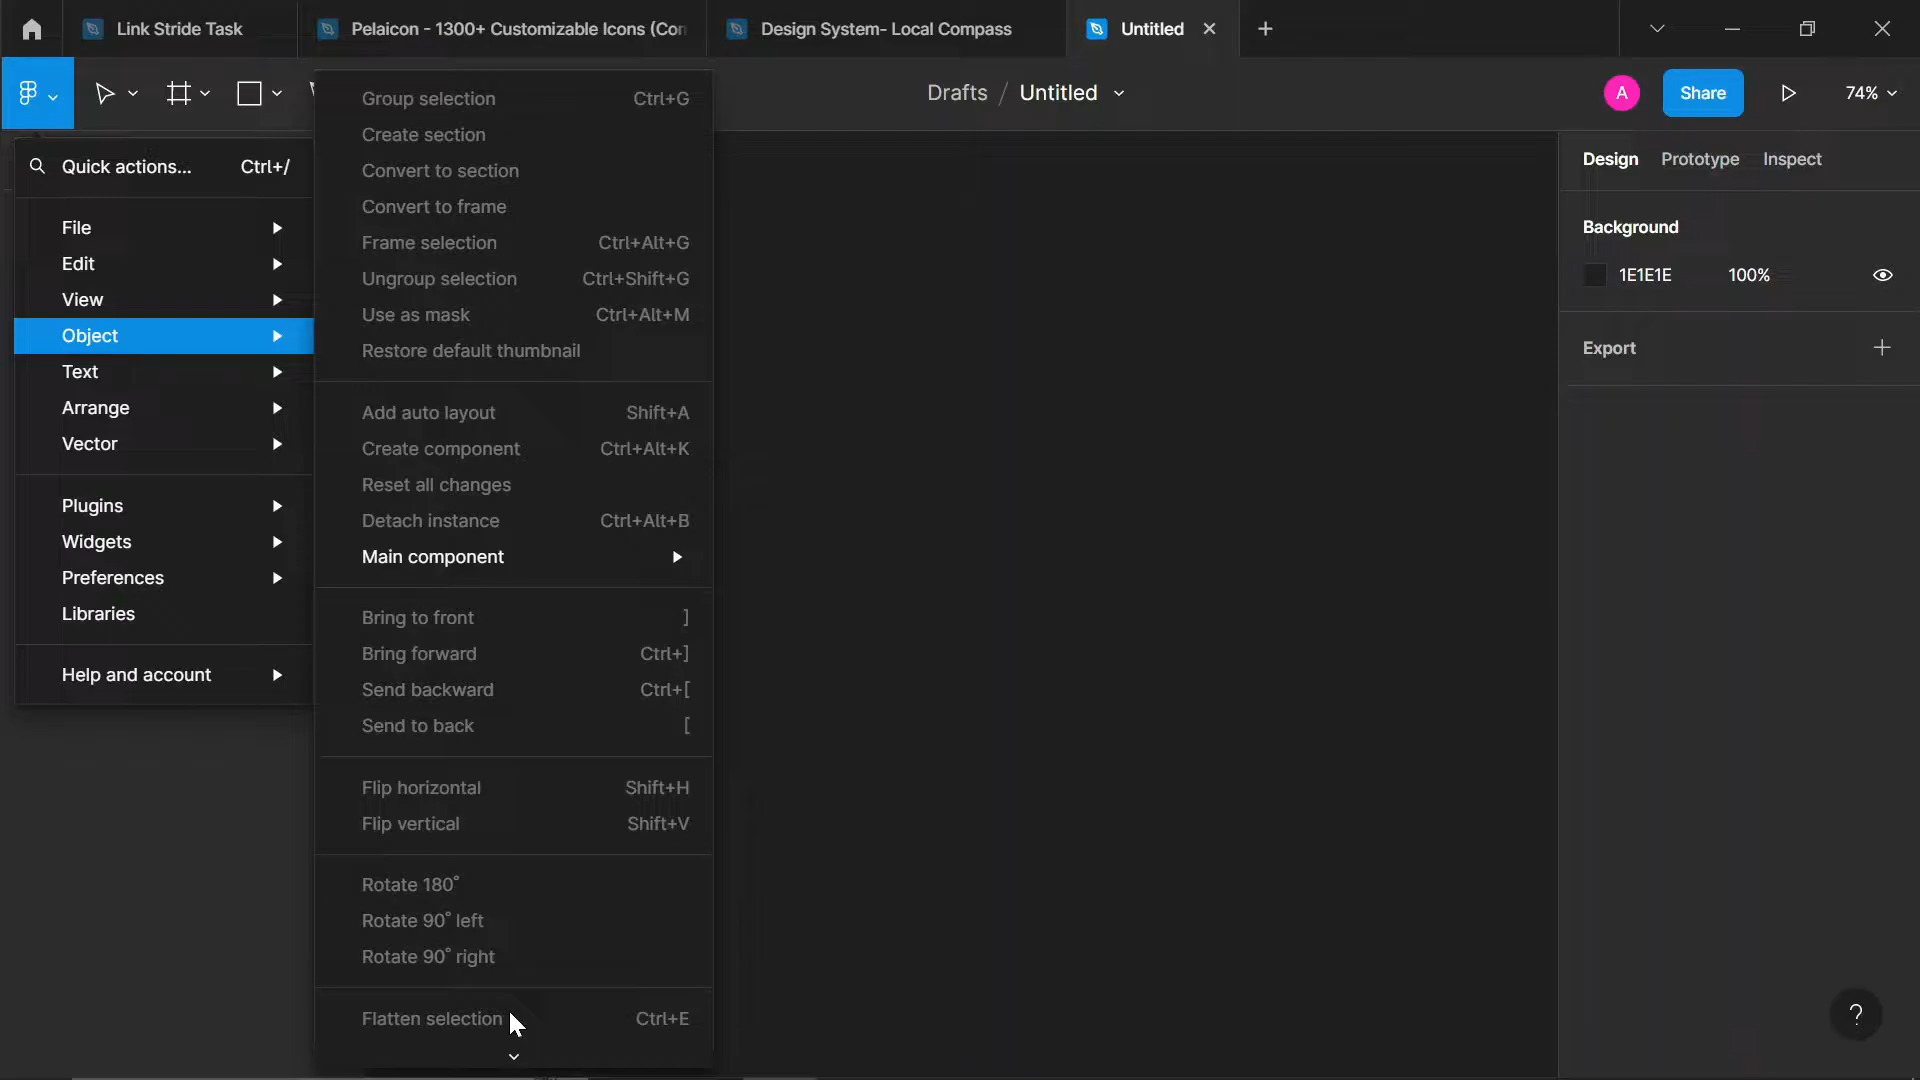 Link Stride Task
Pelaicon - 1300+ Customizable Icons (Con
Design System- Local Compass
Untitled
Drafts / Untitled
A
Share
74%
Quick actions... Ctrl+/
File
Edit
View
Object
Text
Arrange
Vector
Plugins
Widgets
Preferences
Libraries
Help and account
Group selection Ctrl+G
Create section
Convert to section
Convert to frame
Frame selection Ctrl+Alt+G
Ungroup selection Ctrl+Shift+G
Use as mask Ctrl+Alt+M
Restore default thumbnail
Add auto layout Shift+A
Create component Ctrl+Alt+K
Reset all changes
Detach instance Ctrl+Alt+B
Main component
Bring to front ]
Bring forward Ctrl+]
Send backward Ctrl+[
Send to back [
Flip horizontal Shift+H
Flip vertical Shift+V
Rotate 180°
Rotate 90° left
Rotate 90° right
Flatten selection Ctrl+E
Design Prototype Inspect
Background
1E1E1E 100%
Export
?